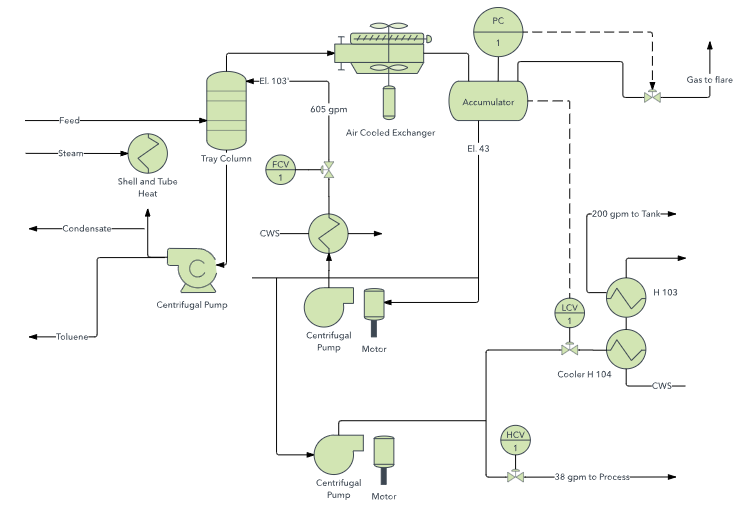 PC
1
Gas to flare
El. 103'
605 gpm
Air Cooled Exchanger
Accumulator
Feed
Steam
Tray Column
El. 43
Shell and Tube
Heat
FCV
1
200 gpm to Tank
Condensate
CWS
H 103
Centrifugal Pump
LCV
1
Toluene
Centrifugal
Pump
Motor
Cooler H 104
CWS
HCV
1
38 gpm to Process
Centrifugal
Pump
Motor